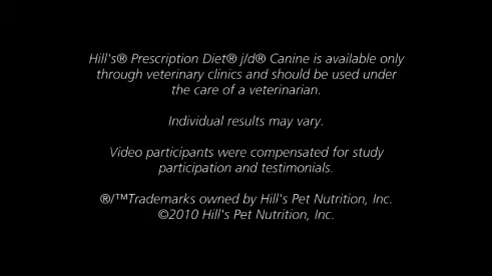 Hill's® Prescription Diet® j/d® Canine is available only
through veterinary clinics and should be used under
the care of a veterinarian.
Individual results may vary.
Video participants were compensated for study
participation and testimonials.
®/™Trademarks owned by Hill's Pet Nutrition, Inc.
©2010 Hill's Pet Nutrition, Inc.